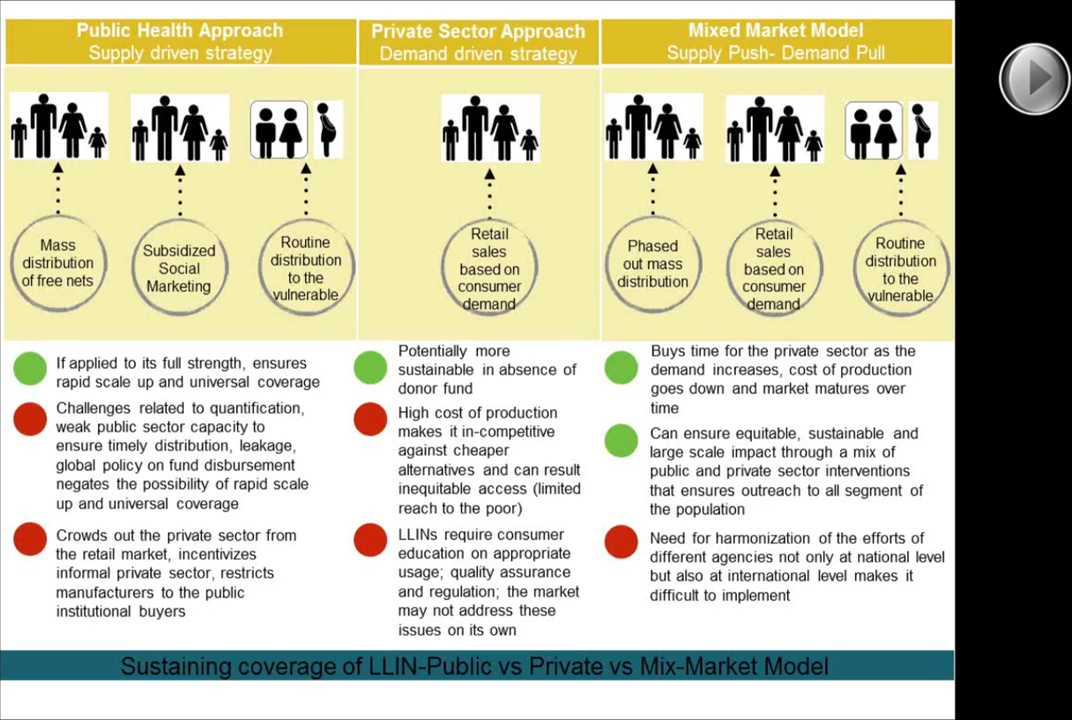 Public Health Approach
Supply driven strategy
Private Sector Approach
Demand driven strategy
Mixed Market Model
Supply Push- Demand Pull
Mass
distribution
of free nets
Subsidized
Social
Marketing
Routine
distribution
to the
vulnerable
Retail
sales
based on
consumer
demand
Phased
out mass
distribution
Retail
sales
based on
consumer
demand
Routine
distribution
to the
vulnerable
If applied to its full strength, ensures
rapid scale up and universal coverage
Challenges related to quantification,
weak public sector capacity to
ensure timely distribution, leakage,
global policy on fund disbursement
negates the possibility of rapid scale
up and universal coverage
Crowds out the private sector from
the retail market, incentivizes
informal private sector, restricts
manufacturers to the public
institutional buyers
Potentially more
sustainable in absence of
donor fund
High cost of production
makes it in-competitive
against cheaper
alternatives and can result
inequitable access (limited
reach to the poor)
LLINs require consumer
education on appropriate
usage; quality assurance
and regulation; the market
may not address these
issues on its own
Buys time for the private sector as the
demand increases, cost of production
goes down and market matures over
time
Can ensure equitable, sustainable and
large scale impact through a mix of
public and private sector interventions
that ensures outreach to all segment of
the population
Need for harmonization of the efforts of
different agencies not only at national level
but also at international level makes it
difficult to implement
Sustaining coverage of LLIN-Public vs Private vs Mix-Market Model